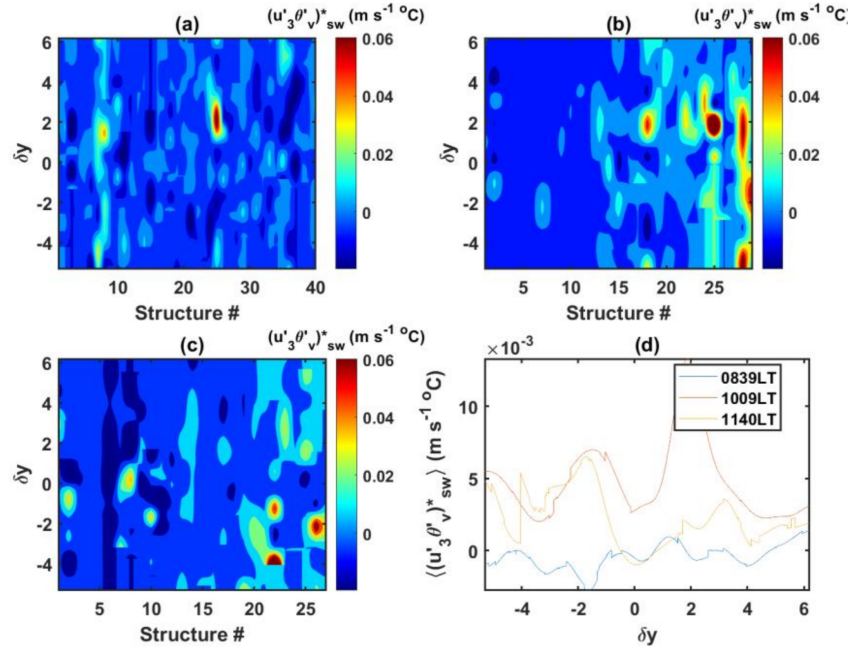 (a)
(u'3θ'v)*sw (m s-1 oC)
6
4
2
0
-2
-4
δy
10 20 30 40
Structure #
0.06
0.04
0.02
0
(b)
(u'3θ'v)*sw (m s-1 oC)
6
4
2
0
-2
-4
δy
5 10 15 20 25
Structure #
0.06
0.04
0.02
0
(c)
(u'3θ'v)*sw (m s-1 oC)
6
4
2
0
-2
-4
δy
5 10 15 20 25
Structure #
0.06
0.04
0.02
0
(d)
×10-3
10
5
0
⟨(u'3θ'v)*sw⟩ (m s-1 oC)
-4 -2 0 2 4 6
δy
0839LT
1009LT
1140LT